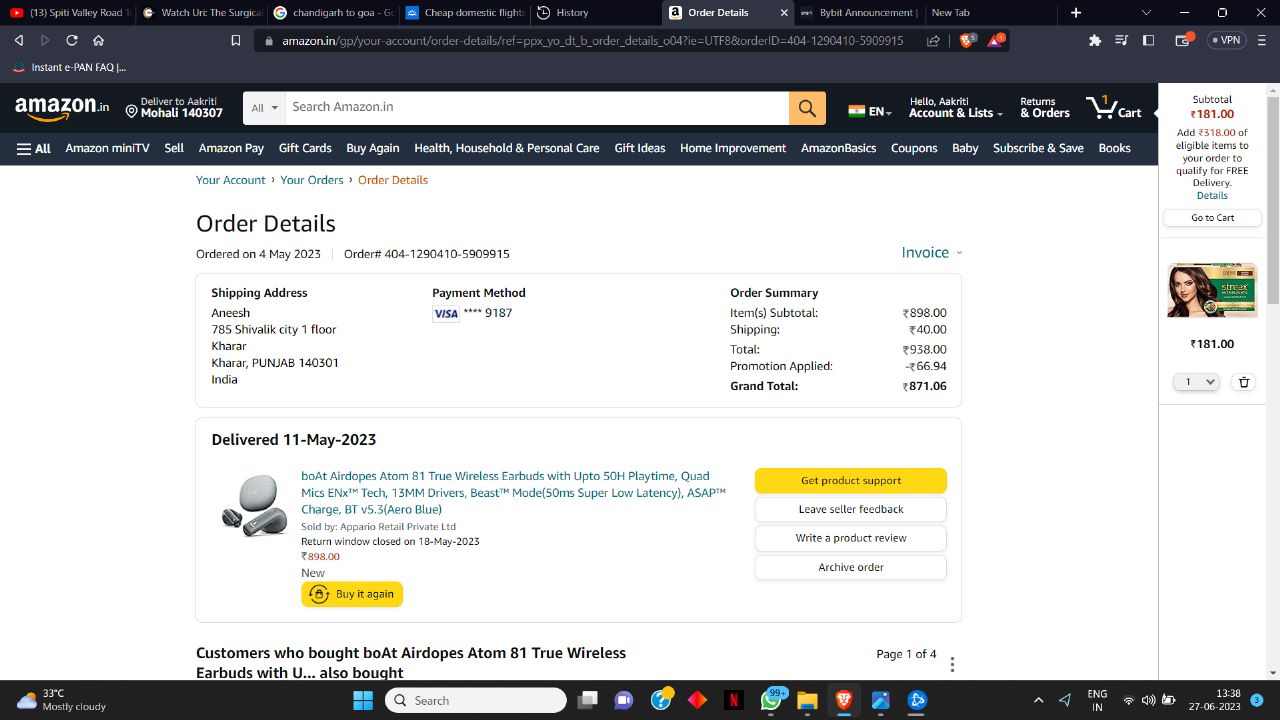 (13) Spiti Valley Road T
Watch Uri: The Surgical
chandigarh to goa - Go
Cheap domestic flights
History
Order Details
Bybit Announcement |
New Tab
amazon.in/gp/your-account/order-details/ref=ppx_yo_dt_b_order_details_o04?ie=UTF8&orderID=404-1290410-5909915
VPN
Instant e-PAN FAQ |...
amazon.in
Deliver to Aakriti
Mohali 140307
All
Search Amazon.in
EN
Hello, Aakriti
Account & Lists
Returns
& Orders
1
Cart
All
Amazon miniTV
Sell
Amazon Pay
Gift Cards
Buy Again
Health, Household & Personal Care
Gift Ideas
Home Improvement
AmazonBasics
Coupons
Baby
Subscribe & Save
Books
Subtotal
₹181.00
Add ₹318.00 of
eligible items to
your order to
qualify for FREE
Delivery.
Details
Go to Cart
streax
₹181.00
1
Your Account › Your Orders › Order Details
Order Details
Ordered on 4 May 2023
Order# 404-1290410-5909915
Invoice
Shipping Address
Aneesh
785 Shivalik city 1 floor
Kharar
Kharar, PUNJAB 140301
India
Payment Method
VISA **** 9187
Order Summary
Item(s) Subtotal: ₹898.00
Shipping: ₹40.00
Total: ₹938.00
Promotion Applied: -₹66.94
Grand Total: ₹871.06
Delivered 11-May-2023
boAt Airdopes Atom 81 True Wireless Earbuds with Upto 50H Playtime, Quad
Mics ENx™ Tech, 13MM Drivers, Beast™ Mode(50ms Super Low Latency), ASAP™
Charge, BT v5.3(Aero Blue)
Sold by: Appario Retail Private Ltd
Return window closed on 18-May-2023
₹898.00
New
Buy it again
Get product support
Leave seller feedback
Write a product review
Archive order
Customers who bought boAt Airdopes Atom 81 True Wireless
Earbuds with U... also bought
Page 1 of 4
33°C
Mostly cloudy
Search
99+
ENG
IN
13:38
27-06-2023
3